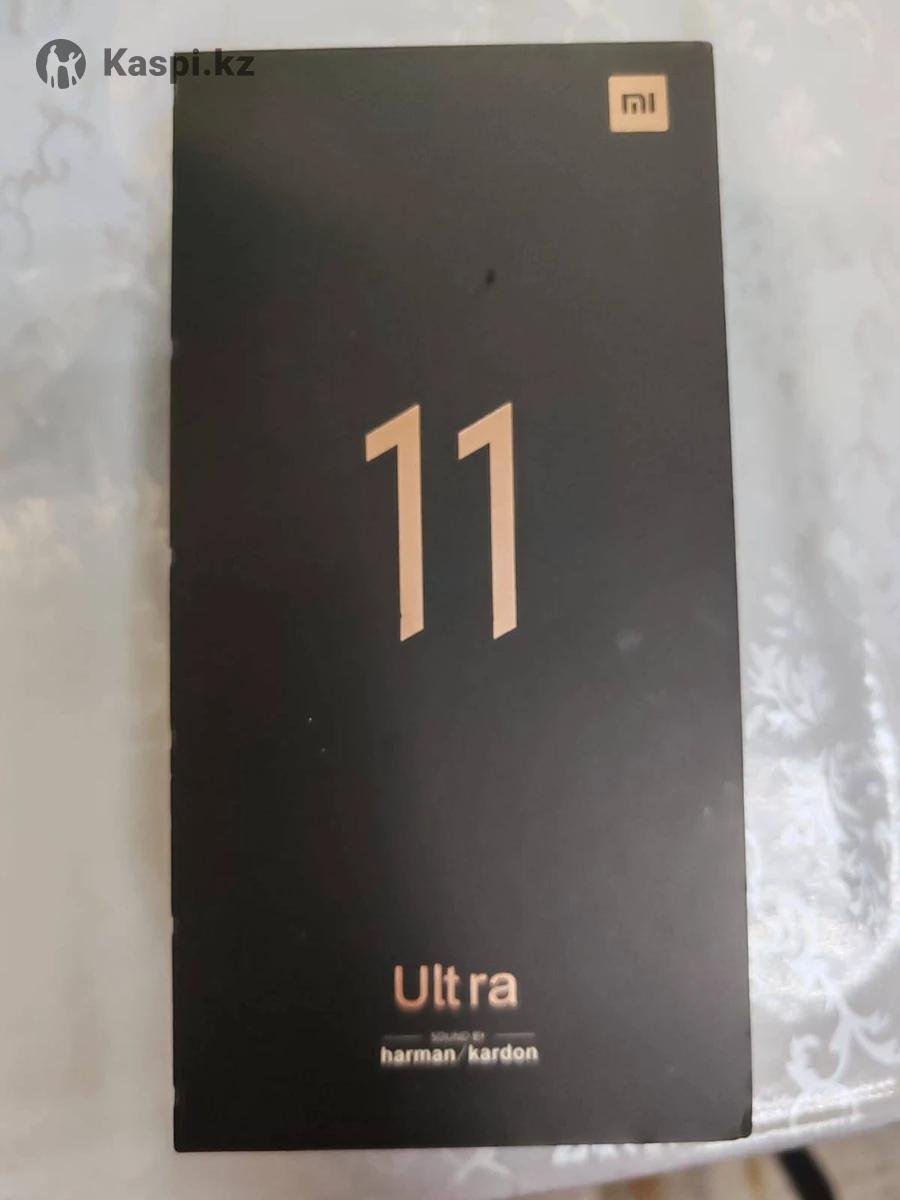 Kaspi.kz
mi
11
Ultra
SOUND BY
harman/kardon